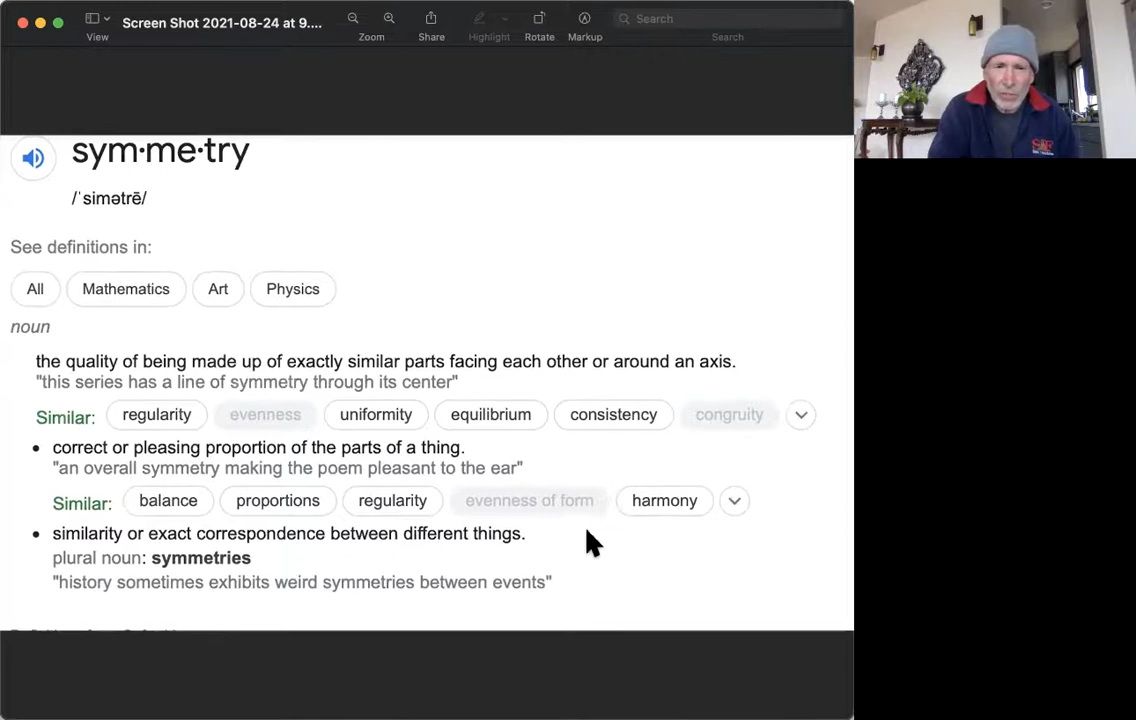 Screen Shot 2021-08-24 at 9....
Search
View
Zoom
Share
Highlight
Rotate
Markup
Search
sym·me·try
/ˈsimətrē/
See definitions in:
All
Mathematics
Art
Physics
noun
the quality of being made up of exactly similar parts facing each other or around an axis.
"this series has a line of symmetry through its center"
Similar: regularity evenness uniformity equilibrium consistency congruity
• correct or pleasing proportion of the parts of a thing.
"an overall symmetry making the poem pleasant to the ear"
Similar: balance proportions regularity evenness of form harmony
• similarity or exact correspondence between different things.
plural noun: symmetries
"history sometimes exhibits weird symmetries between events"